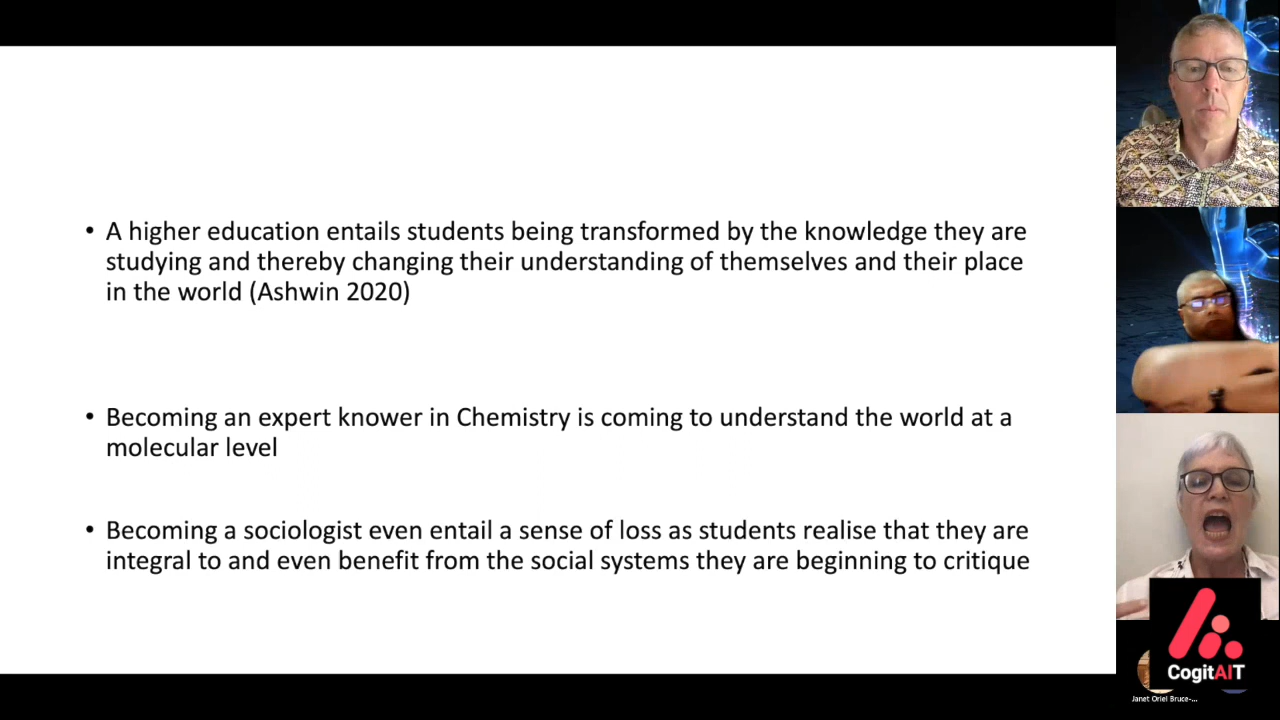 • A higher education entails students being transformed by the knowledge they are
studying and thereby changing their understanding of themselves and their place
in the world (Ashwin 2020)
• Becoming an expert knower in Chemistry is coming to understand the world at a
molecular level
• Becoming a sociologist even entail a sense of loss as students realise that they are
integral to and even benefit from the social systems they are beginning to critique
CogitAIT
Janet Oriel Bruce-...